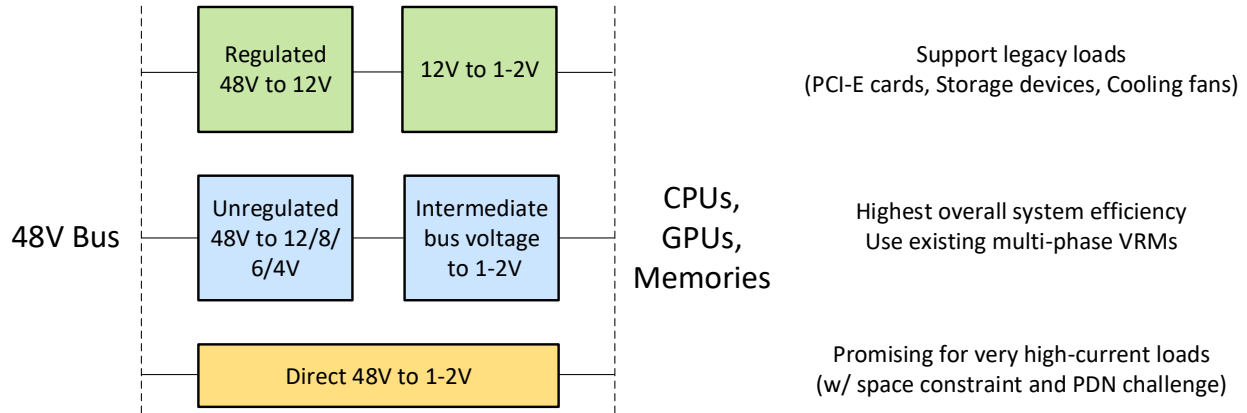 48V Bus
Regulated
48V to 12V
12V to 1-2V
Support legacy loads
(PCI-E cards, Storage devices, Cooling fans)
Unregulated
48V to 12/8/
6/4V
Intermediate
bus voltage
to 1-2V
CPUs,
GPUs,
Memories
Highest overall system efficiency
Use existing multi-phase VRMs
Direct 48V to 1-2V
Promising for very high-current loads
(w/ space constraint and PDN challenge)